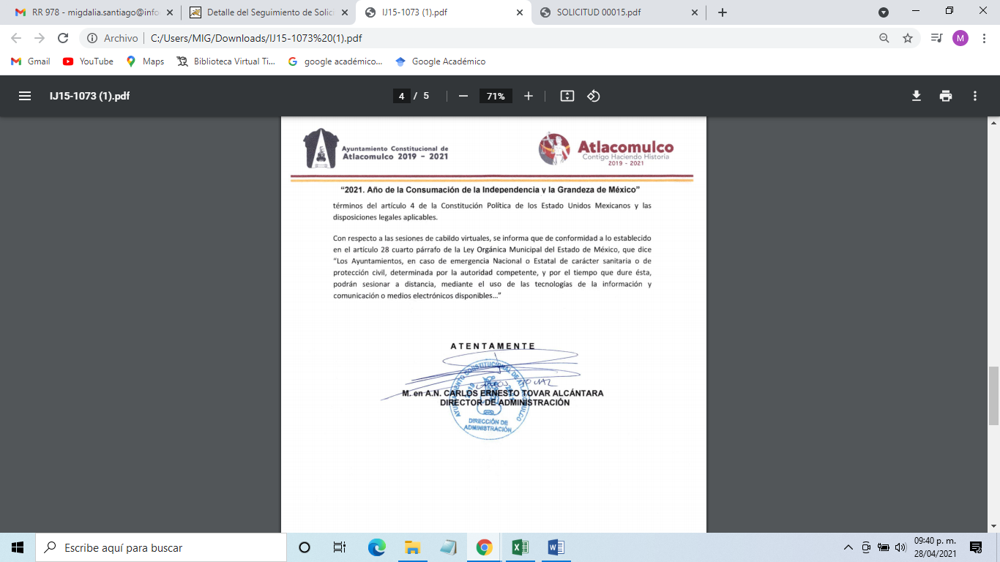 RR 978 - migdalia.santiago@info
Detalle del Seguimiento de Solici
IJ15-1073 (1).pdf
SOLICITUD 00015.pdf
Archivo
C:/Users/MIG/Downloads/IJ15-1073%20(1).pdf
M
Gmail
YouTube
Maps
Biblioteca Virtual Ti...
google académico...
Google Académico
IJ15-1073 (1).pdf
4 / 5
71%
Ayuntamiento Constitucional de
Atlacomulco 2019 - 2021
Atlacomulco
Contigo Haciendo Historia
2019 - 2021
“2021. Año de la Consumación de la Independencia y la Grandeza de México”
términos del artículo 4 de la Constitución Política de los Estado Unidos Mexicanos y las
disposiciones legales aplicables.
Con respecto a las sesiones de cabildo virtuales, se informa que de conformidad a lo establecido
en el artículo 28 cuarto párrafo de la Ley Orgánica Municipal del Estado de México, que dice
“Los Ayuntamientos, en caso de emergencia Nacional o Estatal de carácter sanitaria o de
protección civil, determinada por la autoridad competente, y por el tiempo que dure ésta,
podrán sesionar a distancia, mediante el uso de las tecnologías de la información y
comunicación o medios electrónicos disponibles...”
A T E N T A M E N T E
M. en A.N. CARLOS ERNESTO TOVAR ALCÁNTARA
DIRECTOR DE ADMINISTRACIÓN
AYUNTAMIENTO CONSTITUCIONAL DE ATLACOMULCO
DIRECCIÓN DE
ADMINISTRACIÓN
Escribe aquí para buscar
09:40 p. m.
28/04/2021